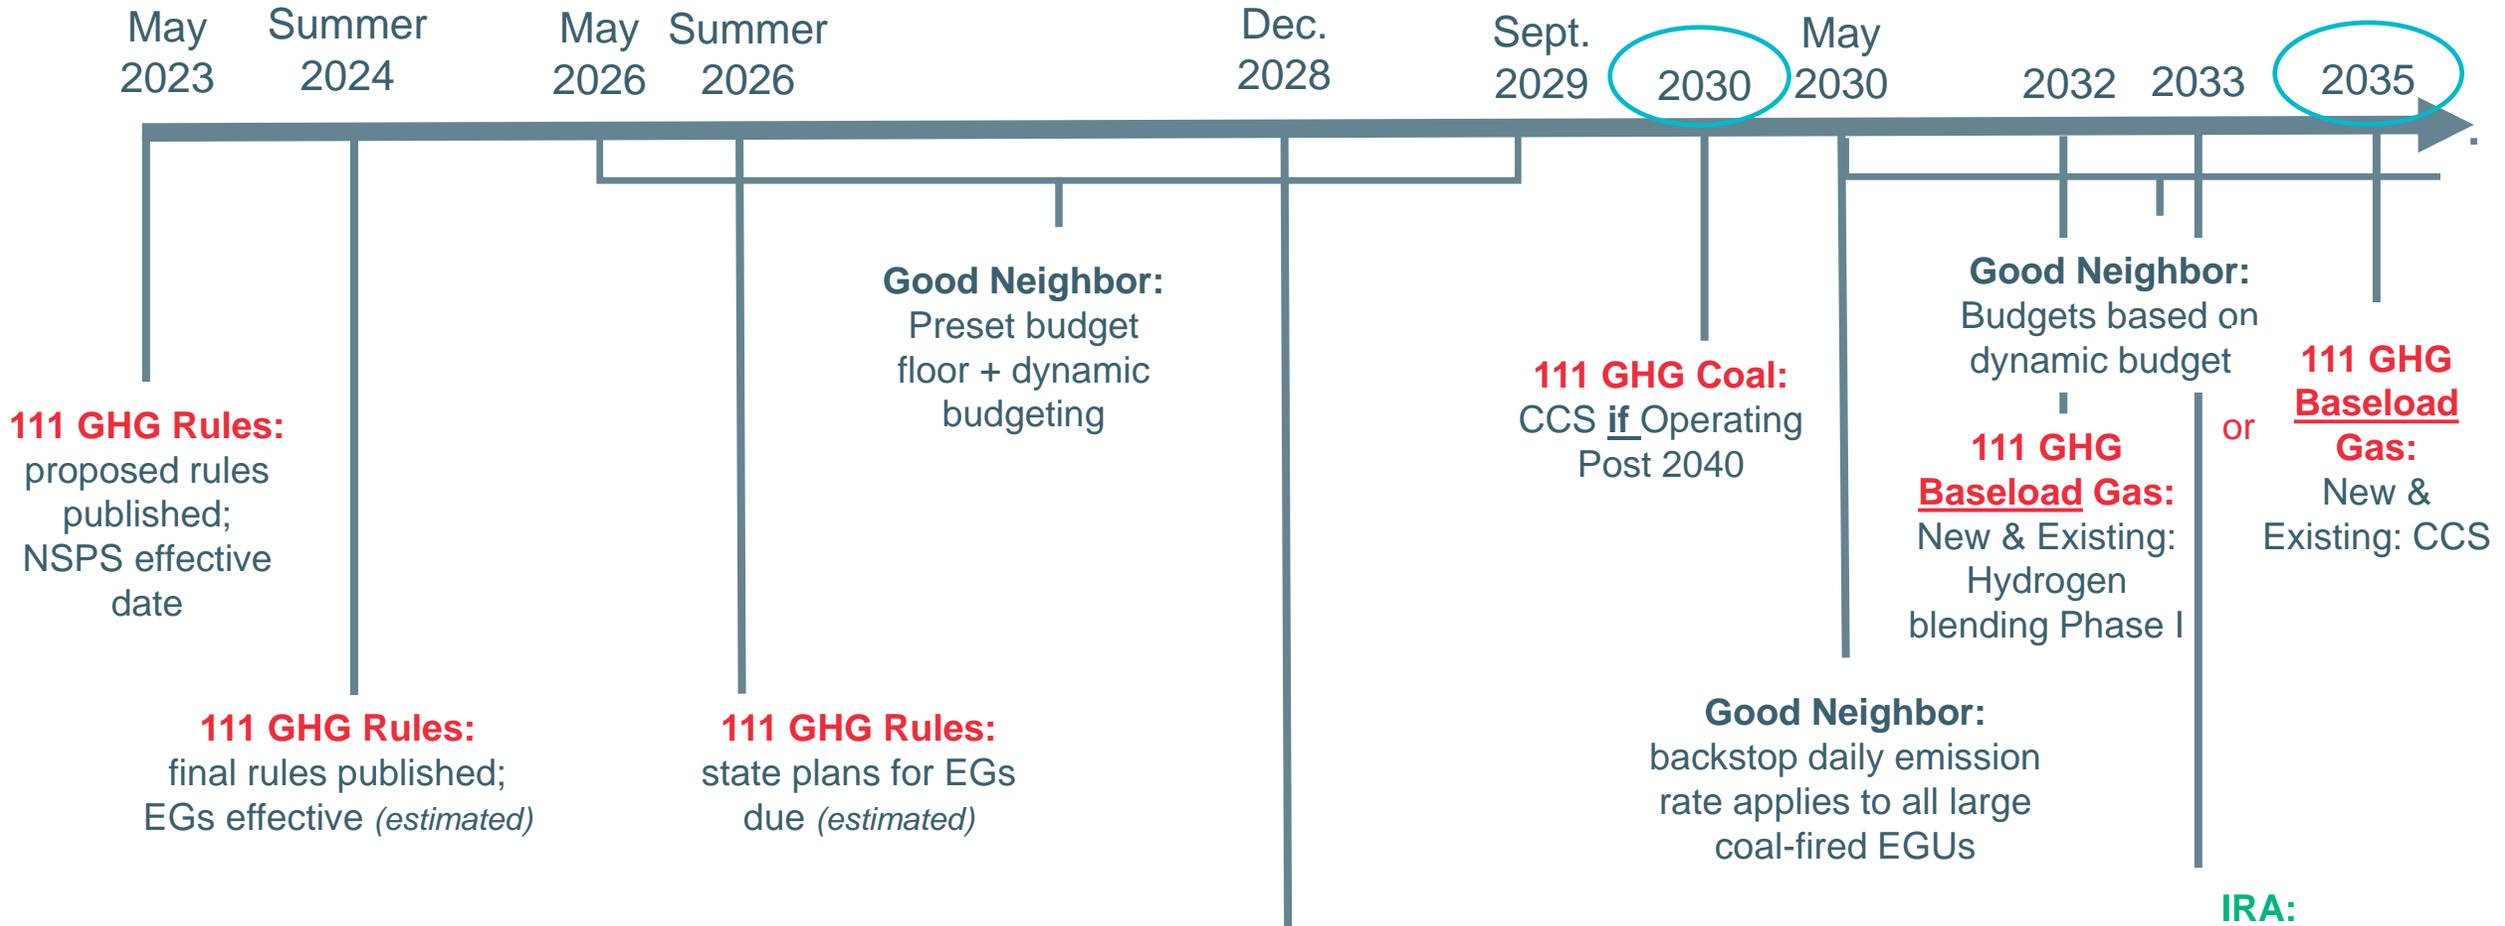 May
2023
Summer
2024
May
2026
Summer
2026
Dec.
2028
Sept.
2029
2030
May
2030
2032
2033
2035
.
111 GHG Rules:
proposed rules
published;
NSPS effective
date
111 GHG Rules:
final rules published;
EGs effective (estimated)
Good Neighbor:
Preset budget
floor + dynamic
budgeting
111 GHG Rules:
state plans for EGs
due (estimated)
111 GHG Coal:
CCS if Operating
Post 2040
Good Neighbor:
backstop daily emission
rate applies to all large
coal-fired EGUs
Good Neighbor:
Budgets based on
dynamic budget
111 GHG
Baseload Gas:
New & Existing:
Hydrogen
blending Phase I
or
111 GHG
Baseload
Gas:
New &
Existing: CCS
IRA: